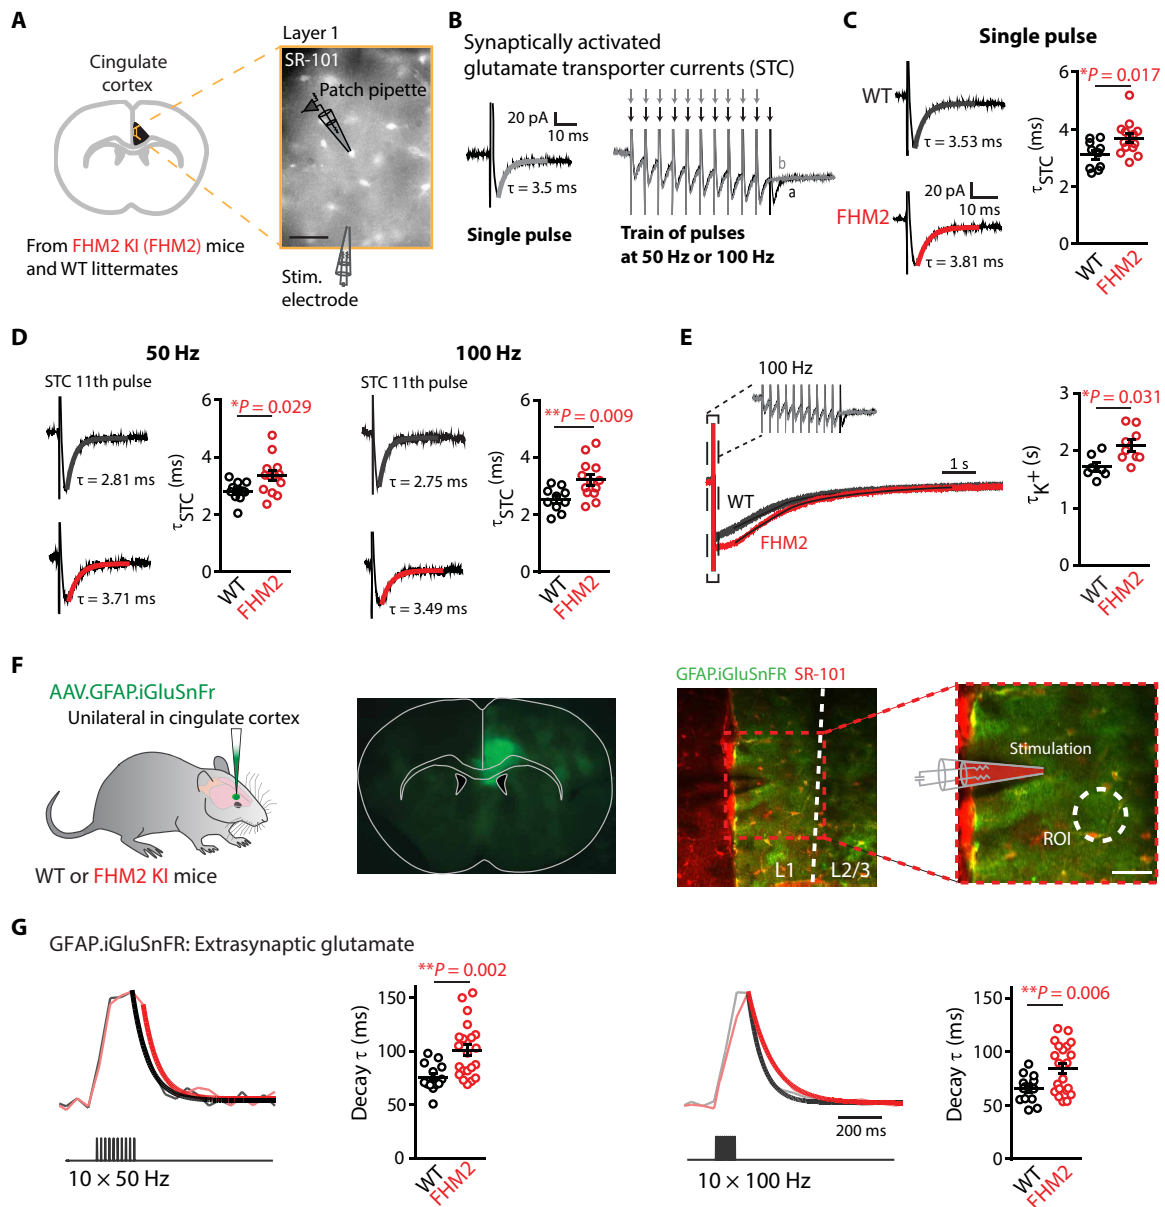 A
Cingulate
cortex
Layer 1
SR-101
Patch pipette
From FHM2 KI (FHM2) mice
and WT littermates
Stim.
electrode
B
Synaptically activated
glutamate transporter currents (STC)
20 pA
10 ms
τ = 3.5 ms
b
a
Single pulse
Train of pulses
at 50 Hz or 100 Hz
C
Single pulse
WT
τ = 3.53 ms
20 pA
10 ms
FHM2
τ = 3.81 ms
*P = 0.017
6
4
2
0
τSTC (ms)
WT
FHM2
D
50 Hz
STC 11th pulse
τ = 2.81 ms
τ = 3.71 ms
*P = 0.029
6
4
2
0
τSTC (ms)
WT
FHM2
100 Hz
STC 11th pulse
τ = 2.75 ms
τ = 3.49 ms
**P = 0.009
6
4
2
0
τSTC (ms)
WT
FHM2
E
100 Hz
1 s
WT
FHM2
*P = 0.031
3
2
1
0
τK+ (s)
WT
FHM2
F
AAV.GFAP.iGluSnFr
Unilateral in cingulate cortex
WT or FHM2 KI mice
GFAP.iGluSnFR SR-101
L1
L2/3
Stimulation
ROI
G
GFAP.iGluSnFR: Extrasynaptic glutamate
10 × 50 Hz
**P = 0.002
150
100
50
0
Decay τ (ms)
WT
FHM2
200 ms
10 × 100 Hz
**P = 0.006
150
100
50
0
Decay τ (ms)
WT
FHM2